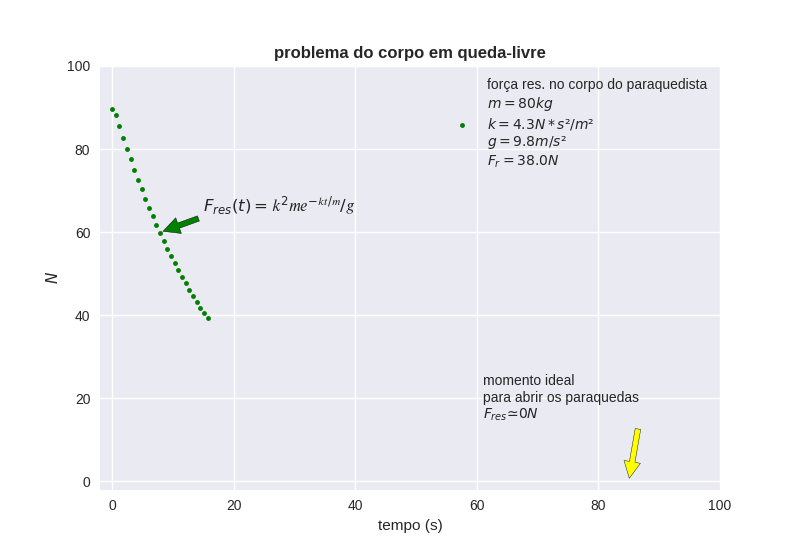 problema do corpo em queda-livre
100
80
60
40
20
0
N
força res. no corpo do paraquedista
m = 80kg
k = 4.3N * s²/m²
g = 9.8m/s²
F_r = 38.0N
F_res(t) = k²me^(−kt/m)/g
momento ideal
para abrir os paraquedas
F_res ≃ 0N
0 20 40 60 80 100
tempo (s)